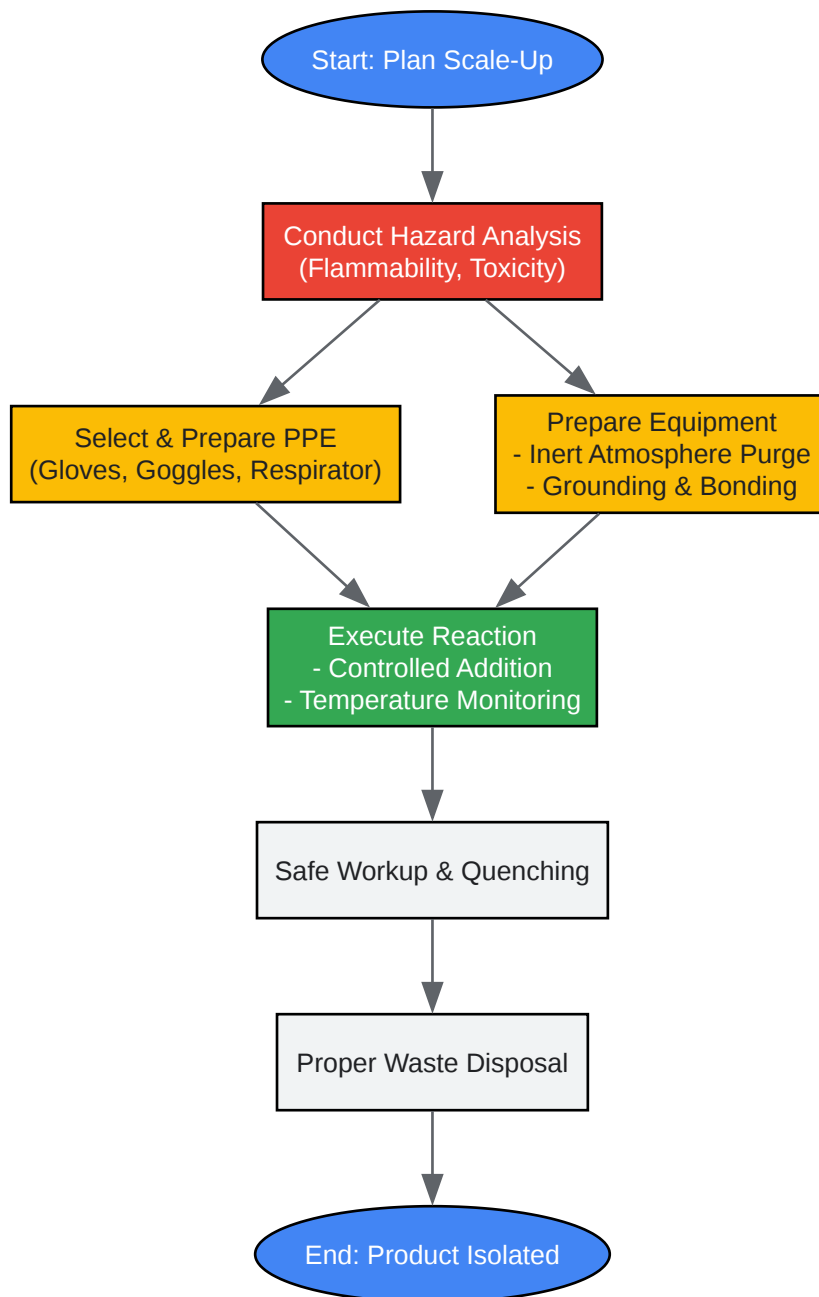 Start: Plan Scale-Up
Conduct Hazard Analysis
(Flammability, Toxicity)
Select & Prepare PPE
(Gloves, Goggles, Respirator)
Prepare Equipment
- Inert Atmosphere Purge
- Grounding & Bonding
Execute Reaction
- Controlled Addition
- Temperature Monitoring
Safe Workup & Quenching
Proper Waste Disposal
End: Product Isolated